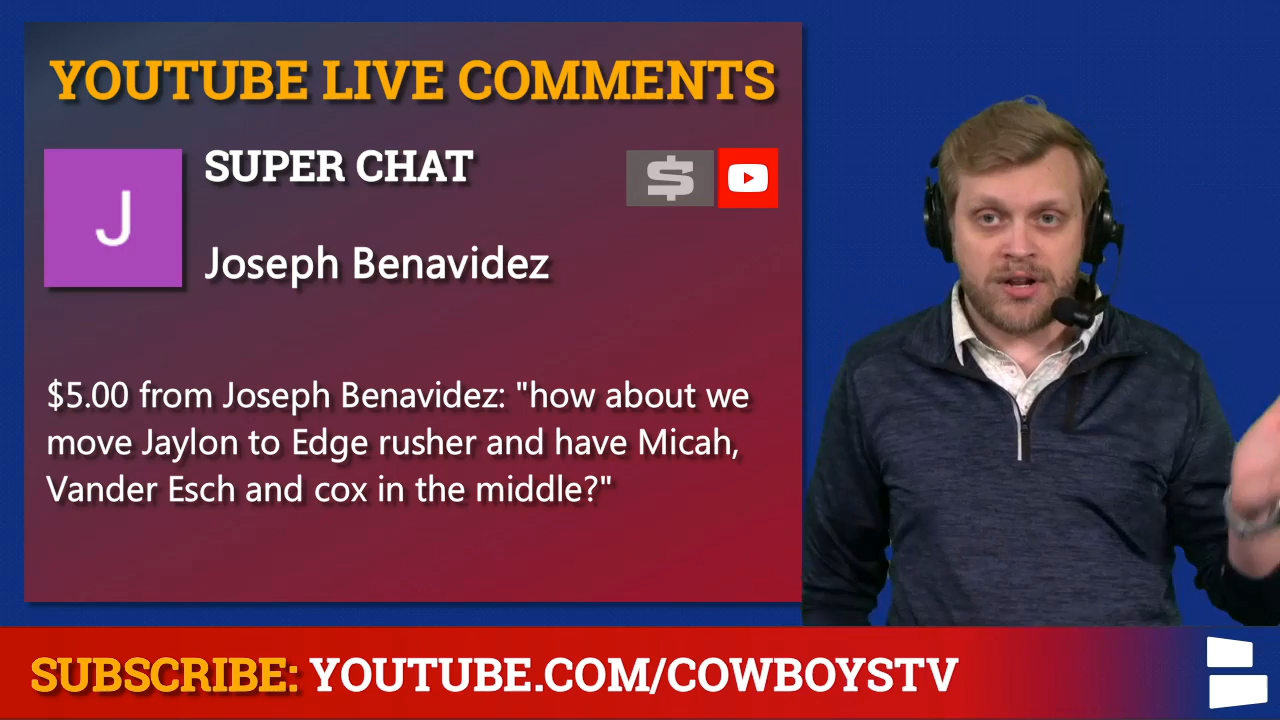 YOUTUBE LIVE COMMENTS
J
SUPER CHAT
$
Joseph Benavidez
$5.00 from Joseph Benavidez: "how about we
move Jaylon to Edge rusher and have Micah,
Vander Esch and cox in the middle?"
SUBSCRIBE: YOUTUBE.COM/COWBOYSTV